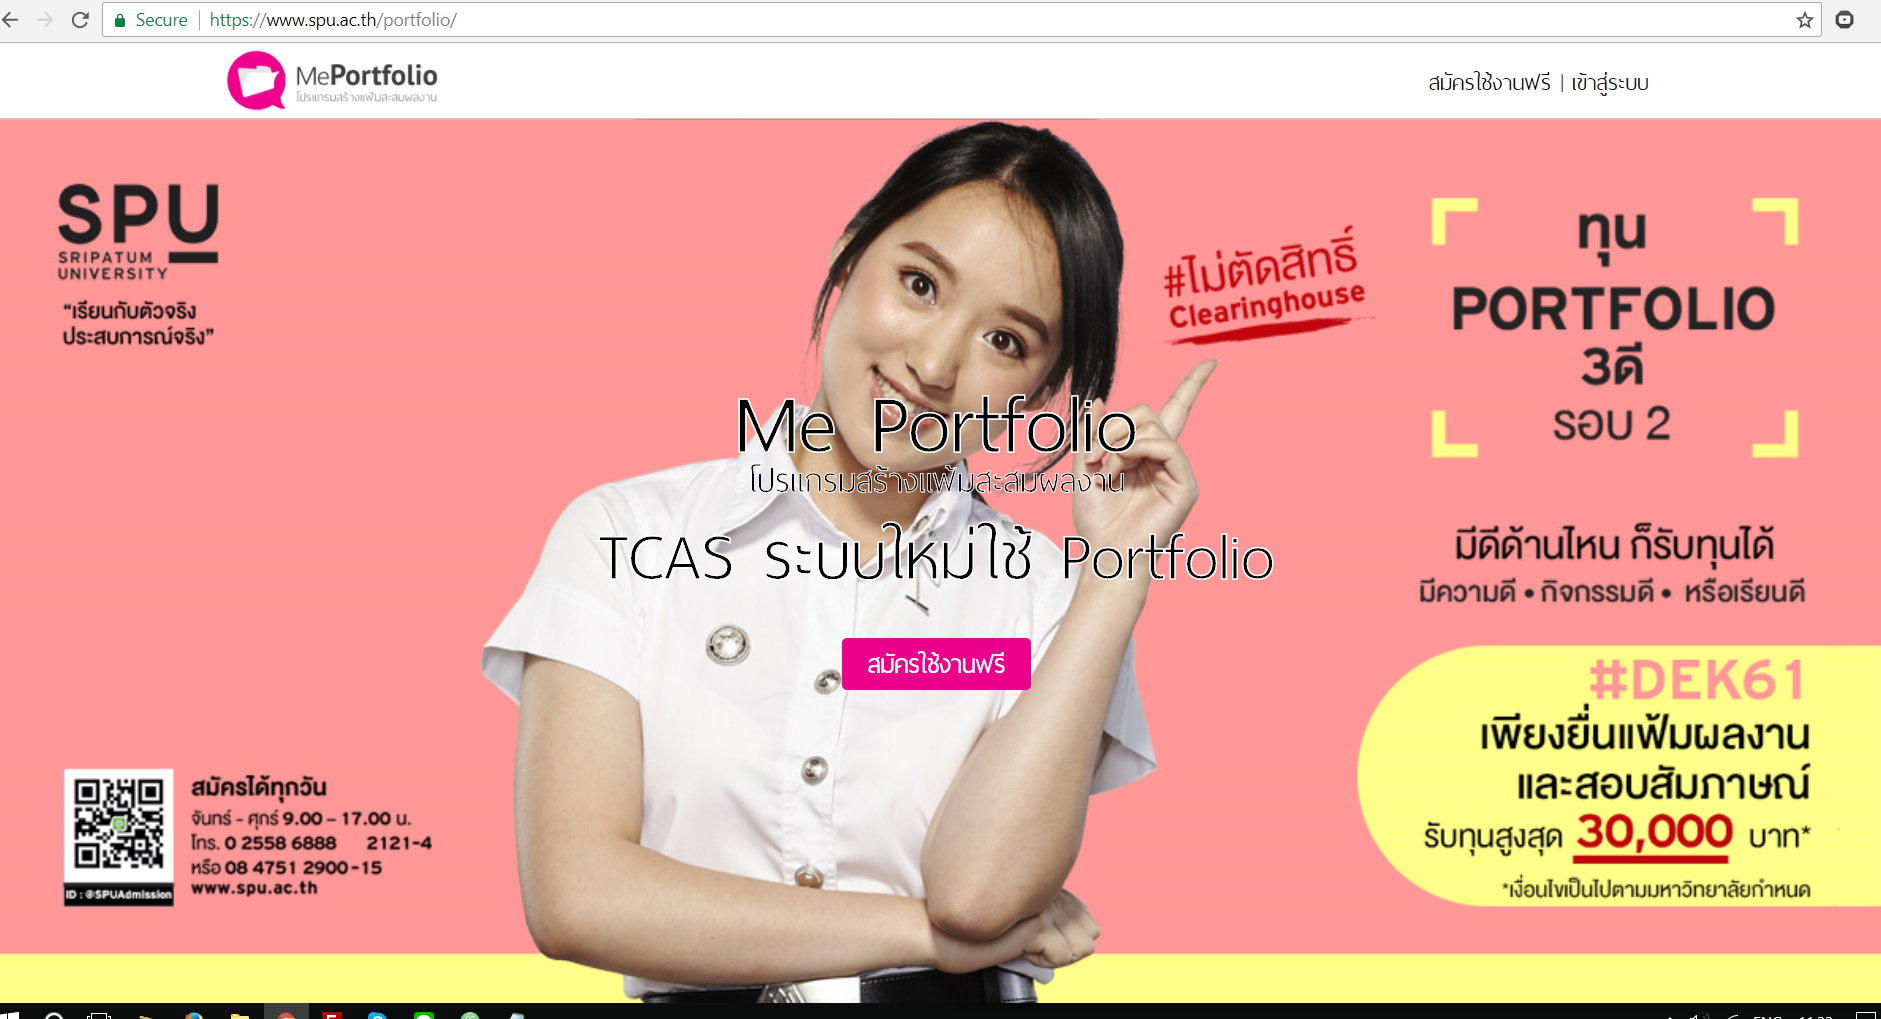 Secure
https://www.spu.ac.th/portfolio/
MePortfolio
โปรแกรมสร้างแฟ้มสะสมผลงาน
สมัครใช้งานฟรี | เข้าสู่ระบบ
SPU
SRIPATUM
UNIVERSITY
“เรียนกับตัวจริง
ประสบการณ์จริง”
#ไม่ตัดสิทธิ์
Clearinghouse
ทุน
PORTFOLIO
3ดี
รอบ 2
Me Portfolio
โปรแกรมสร้างแฟ้มสะสมผลงาน
TCAS ระบบใหม่ใช้ Portfolio
สมัครใช้งานฟรี
มีดีด้านไหน ก็รับทุนได้
มีความดี • กิจกรรมดี • หรือเรียนดี
#DEK61
เพียงยื่นแฟ้มผลงาน
และสอบสัมภาษณ์
รับทุนสูงสุด 30,000 บาท*
*เงื่อนไขเป็นไปตามมหาวิทยาลัยกำหนด
สมัครได้ทุกวัน
จันทร์ - ศุกร์ 9.00 – 17.00 น.
โทร. 0 2558 6888 2121-4
หรือ 08 4751 2900 -15
www.spu.ac.th
ID : @SPUAdmission